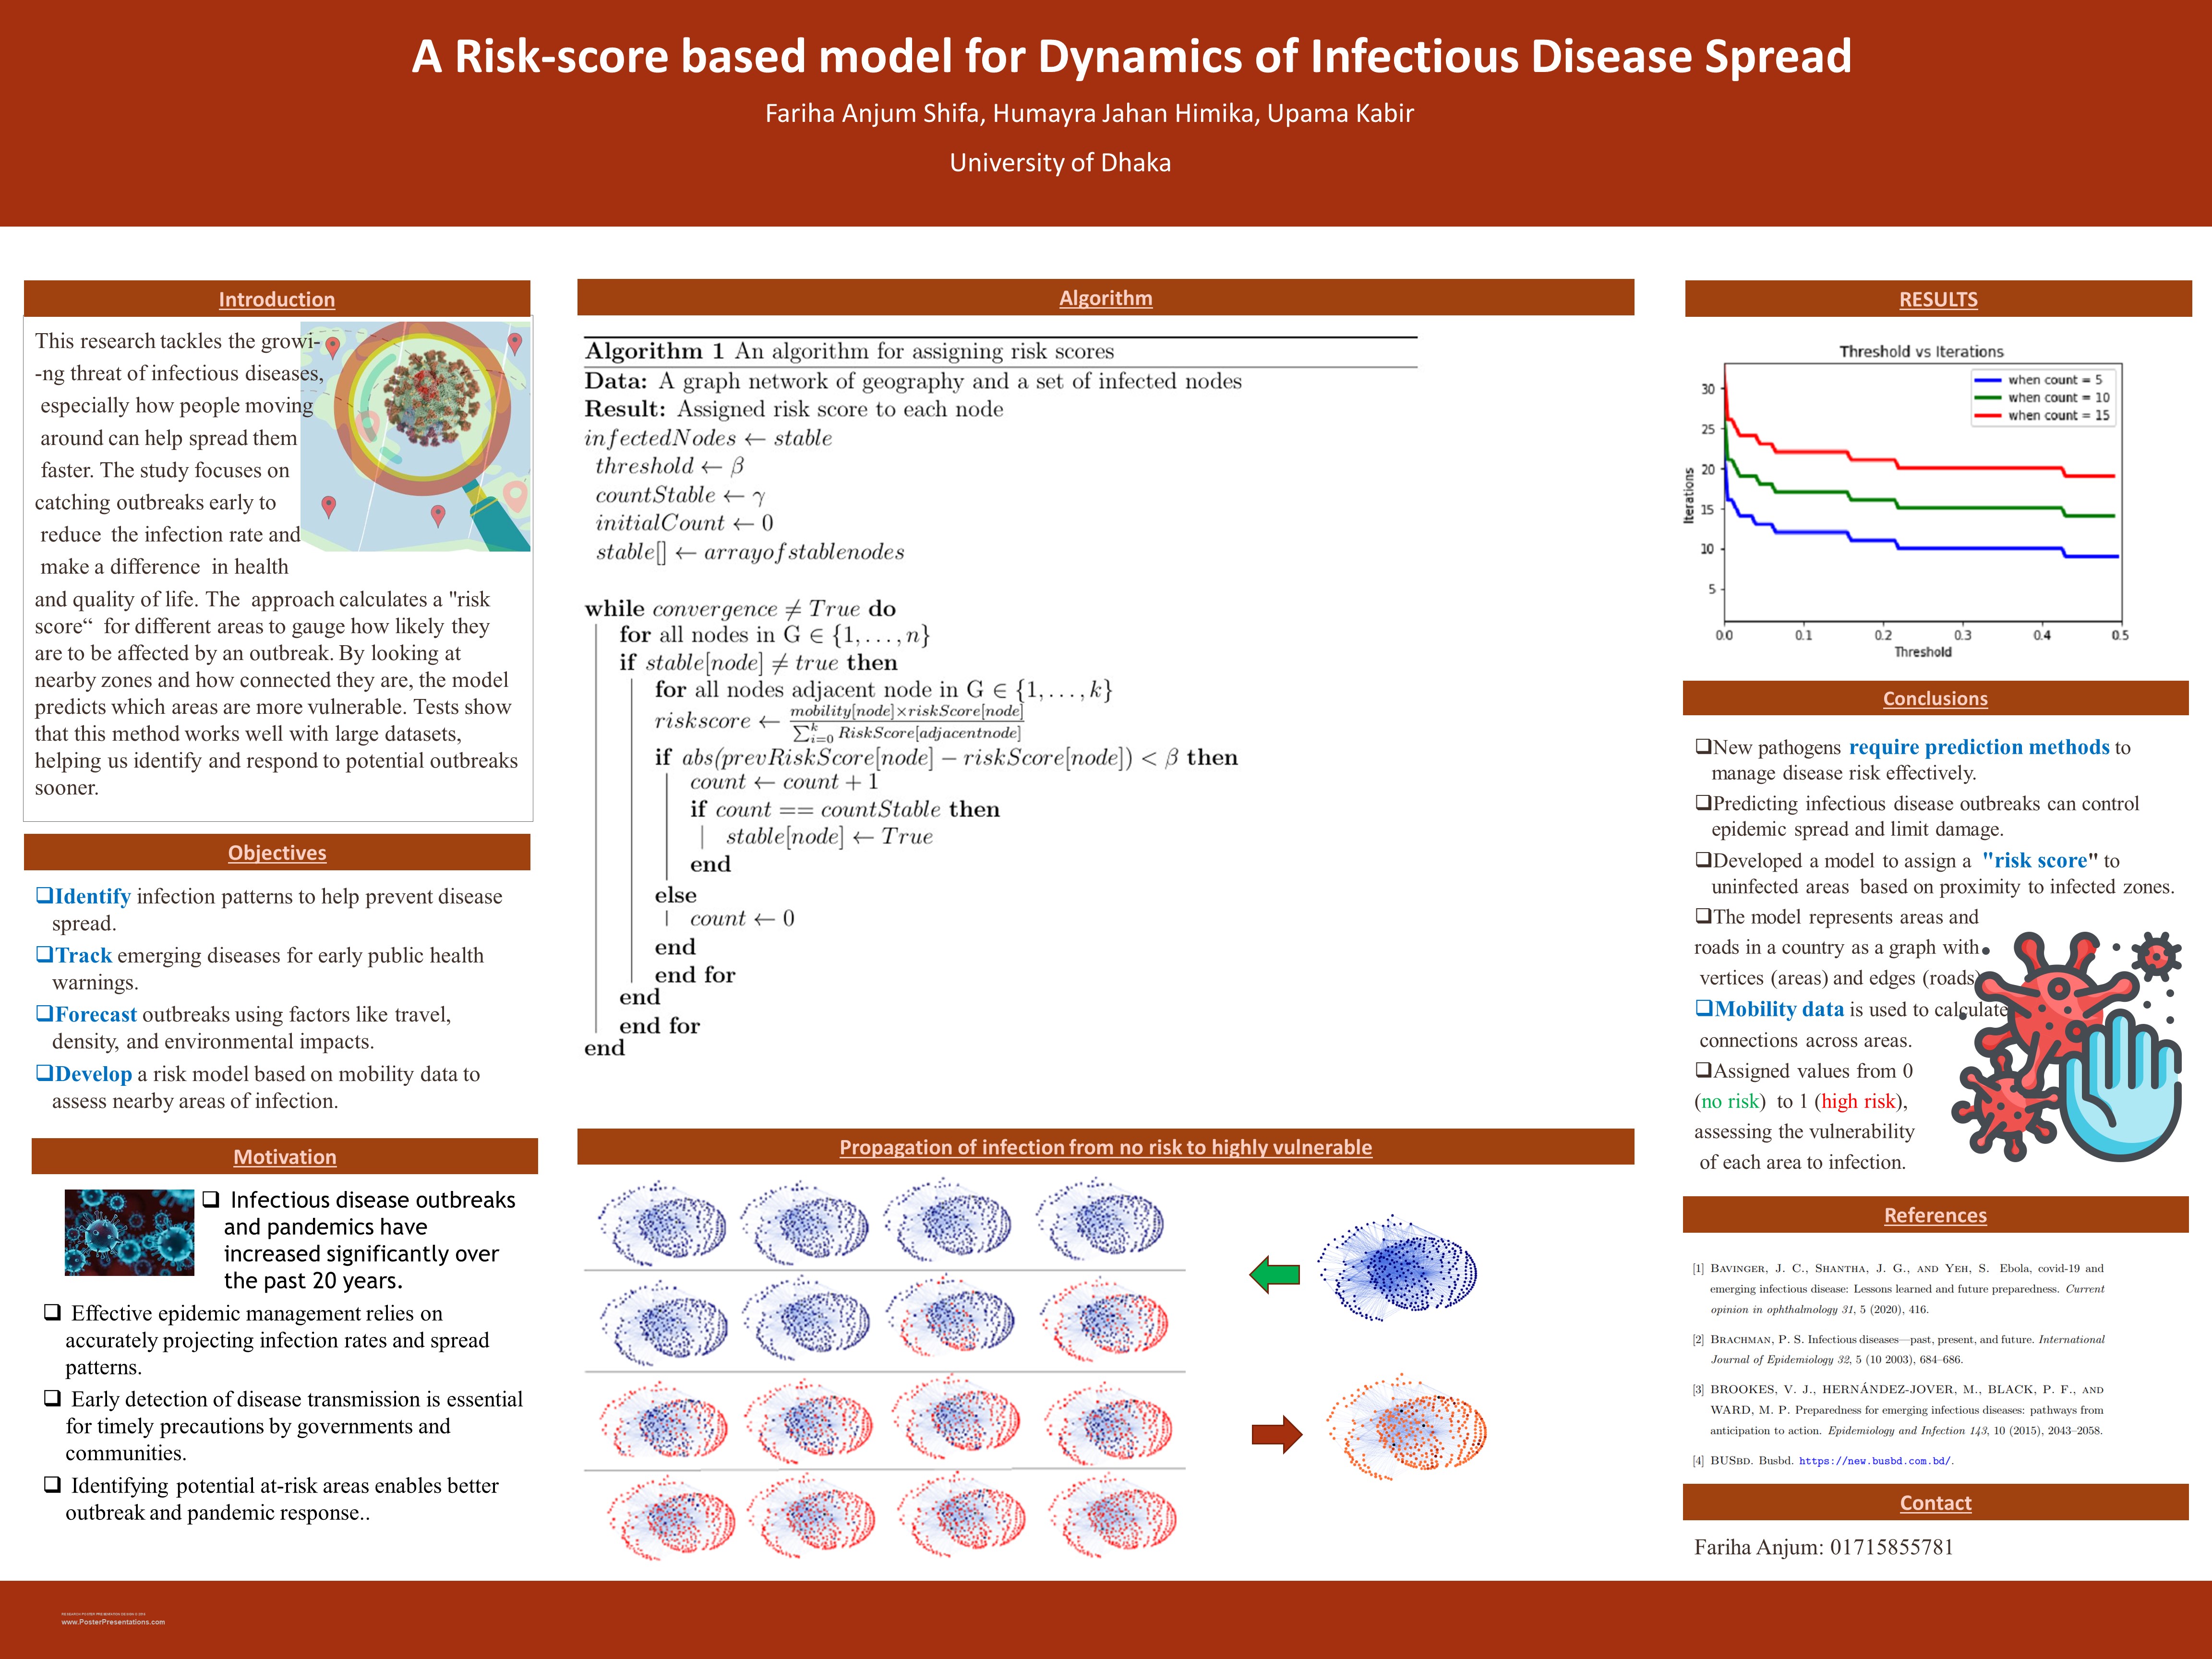 A Risk-score based model for Dynamics of Infectious Disease Spread
Fariha Anjum Shifa, Humayra Jahan Himika, Upama Kabir
University of Dhaka
Introduction
This research tackles the growi-
-ng threat of infectious diseases,
especially how people moving
around can help spread them
faster. The study focuses on
catching outbreaks early to
reduce the infection rate and
make a difference in health
and quality of life. The approach calculates a "risk
score“ for different areas to gauge how likely they
are to be affected by an outbreak. By looking at
nearby zones and how connected they are, the model
predicts which areas are more vulnerable. Tests show
that this method works well with large datasets,
helping us identify and respond to potential outbreaks
sooner.
Objectives
❑Identify infection patterns to help prevent disease
spread.
❑Track emerging diseases for early public health
warnings.
❑Forecast outbreaks using factors like travel,
density, and environmental impacts.
❑Develop a risk model based on mobility data to
assess nearby areas of infection.
Motivation
❑ Infectious disease outbreaks
and pandemics have
increased significantly over
the past 20 years.
❑ Effective epidemic management relies on
accurately projecting infection rates and spread
patterns.
❑ Early detection of disease transmission is essential
for timely precautions by governments and
communities.
❑ Identifying potential at-risk areas enables better
outbreak and pandemic response..
Algorithm
Algorithm 1 An algorithm for assigning risk scores
Data: A graph network of geography and a set of infected nodes
Result: Assigned risk score to each node
infectedNodes ← stable
threshold ← β
countStable ← γ
initialCount ← 0
stable[] ← arrayofstablenodes
while convergence ≠ True do
for all nodes in G ∈ {1, . . . , n}
if stable[node] ≠ true then
for all nodes adjacent node in G ∈ {1, . . . , k}
riskscore ← mobility[node]×riskScore[node] / ∑_{i=0}^{k} RiskScore[adjacentnode]
if abs(prevRiskScore[node] − riskScore[node]) < β then
count ← count + 1
if count == countStable then
stable[node] ← True
end
else
count ← 0
end
end for
end
end for
end
Propagation of infection from no risk to highly vulnerable
RESULTS
Threshold vs Iterations
when count = 5
when count = 10
when count = 15
30
25
20
15
10
5
Iterations
0.0 0.1 0.2 0.3 0.4 0.5
Threshold
Conclusions
❑New pathogens require prediction methods to
manage disease risk effectively.
❑Predicting infectious disease outbreaks can control
epidemic spread and limit damage.
❑Developed a model to assign a "risk score" to
uninfected areas based on proximity to infected zones.
❑The model represents areas and
roads in a country as a graph with
vertices (areas) and edges (roads)
❑Mobility data is used to calculate
connections across areas.
❑Assigned values from 0
(no risk) to 1 (high risk),
assessing the vulnerability
of each area to infection.
References
[1] BAVINGER, J. C., SHANTHA, J. G., AND YEH, S. Ebola, covid-19 and
emerging infectious disease: Lessons learned and future preparedness. Current
opinion in ophthalmology 31, 5 (2020), 416.
[2] BRACHMAN, P. S. Infectious diseases—past, present, and future. International
Journal of Epidemiology 32, 5 (10 2003), 684–686.
[3] BROOKES, V. J., HERNÁNDEZ-JOVER, M., BLACK, P. F., AND
WARD, M. P. Preparedness for emerging infectious diseases: pathways from
anticipation to action. Epidemiology and Infection 143, 10 (2015), 2043–2058.
[4] BUSBD. Busbd. https://new.busbd.com.bd/.
Contact
Fariha Anjum: 01715855781
www.PosterPresentations.com